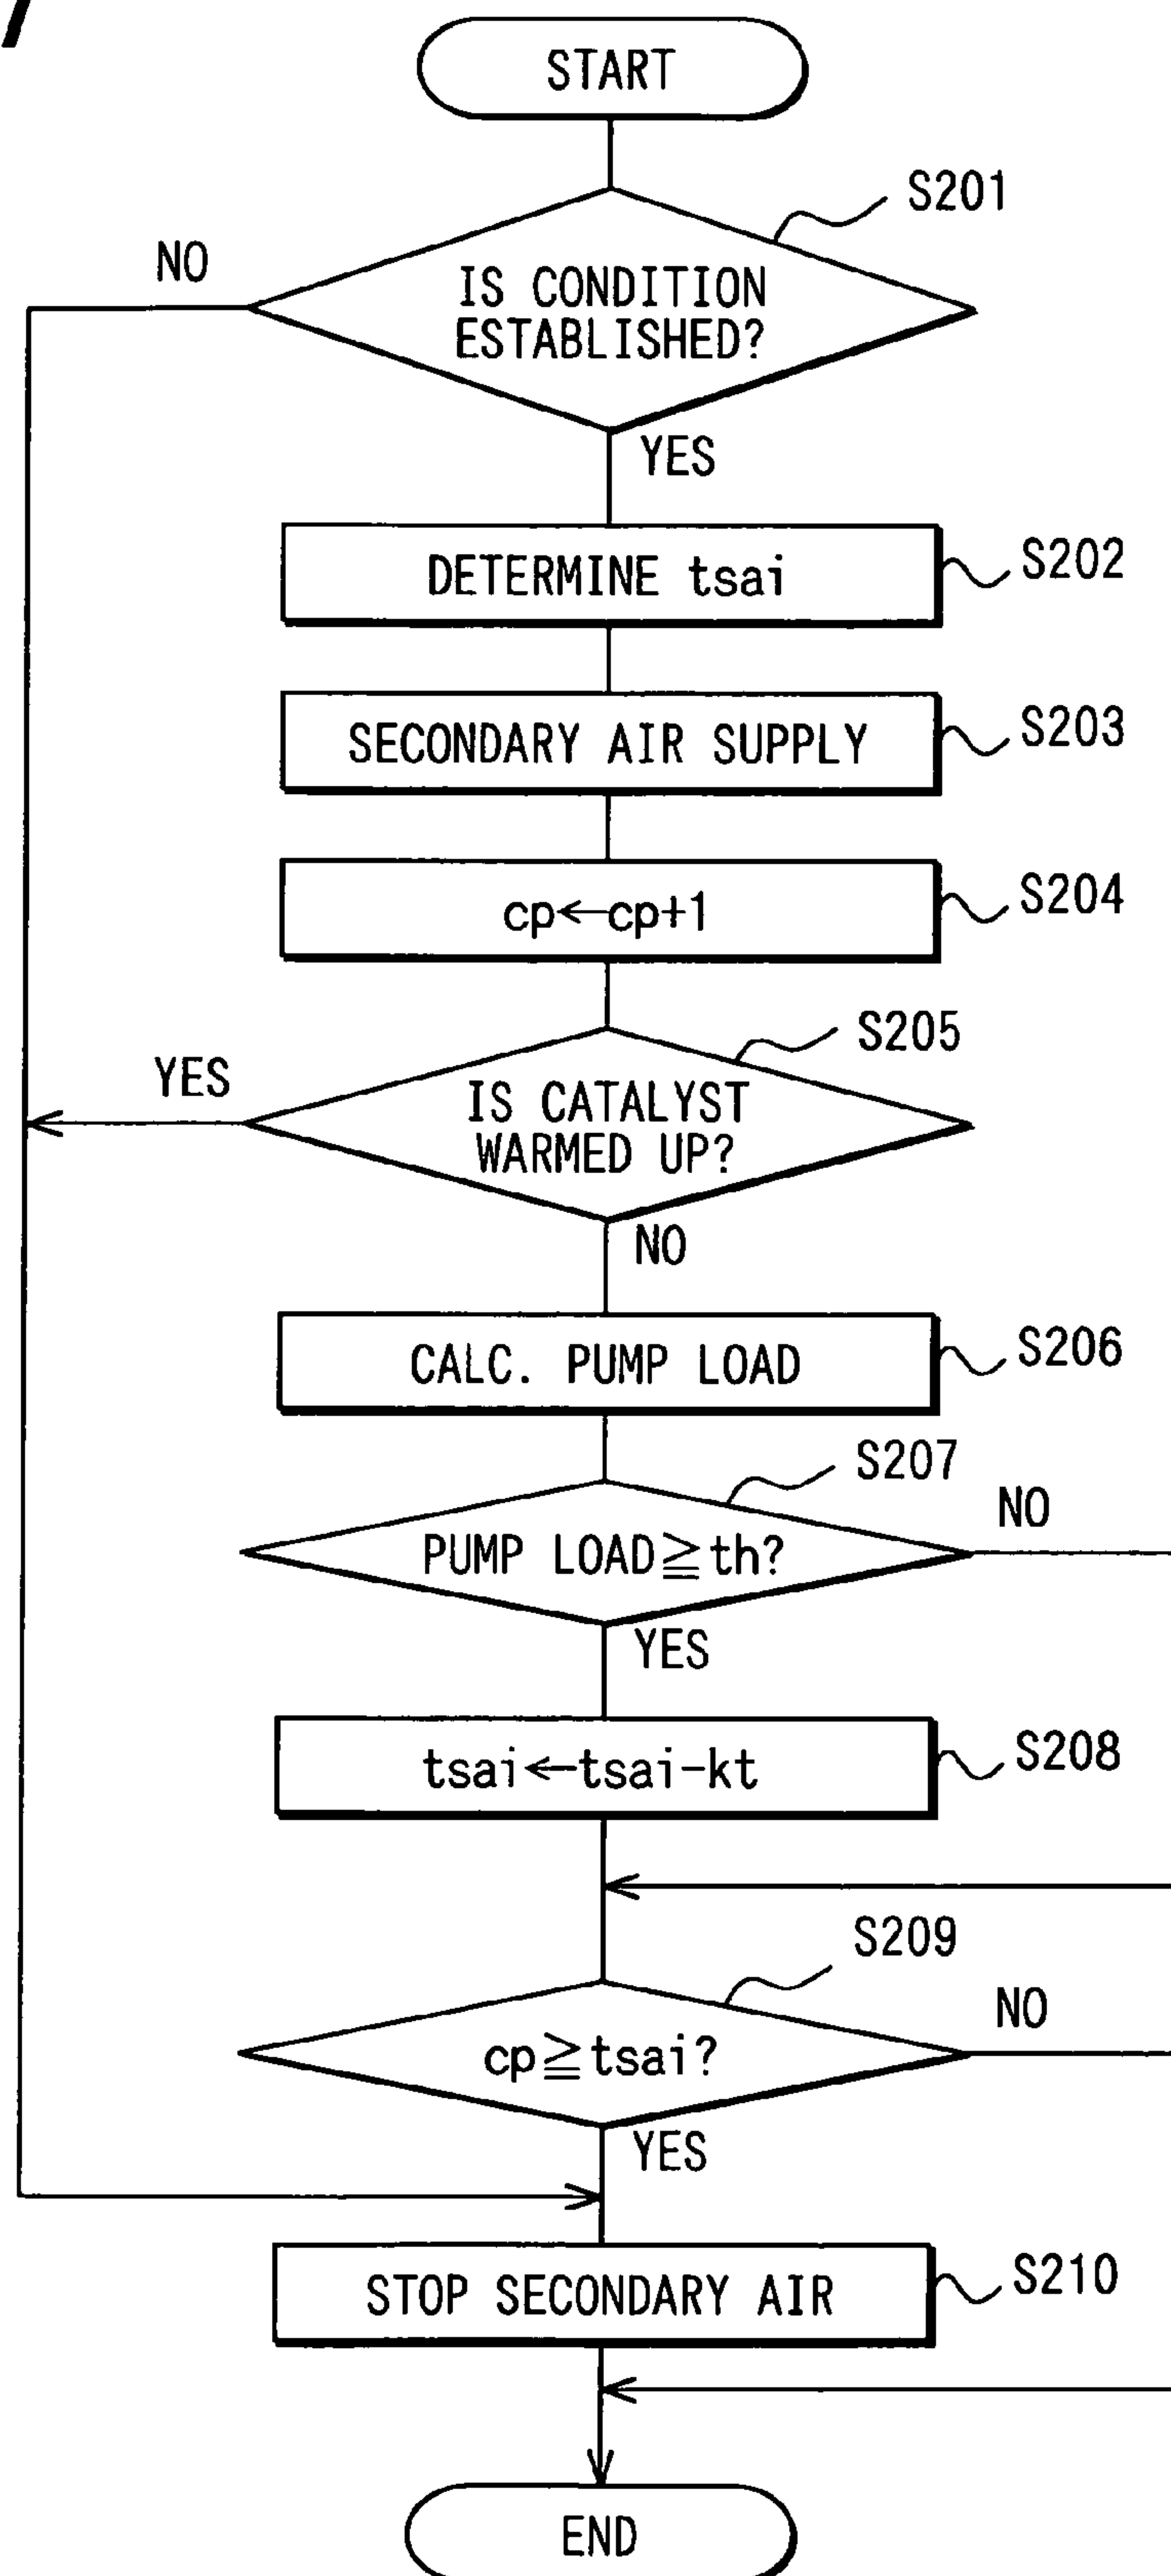 7
START
S201
NO
IS CONDITION
ESTABLISHED?
YES
DETERMINE tsai
S202
SECONDARY AIR SUPPLY
S203
cp←cp+1
S204
S205
YES
IS CATALYST
WARMED UP?
NO
CALC. PUMP LOAD
S206
S207
NO
PUMP LOAD≧th?
YES
tsai←tsai-kt
S208
S209
NO
cp≧tsai?
YES
STOP SECONDARY AIR
S210
END